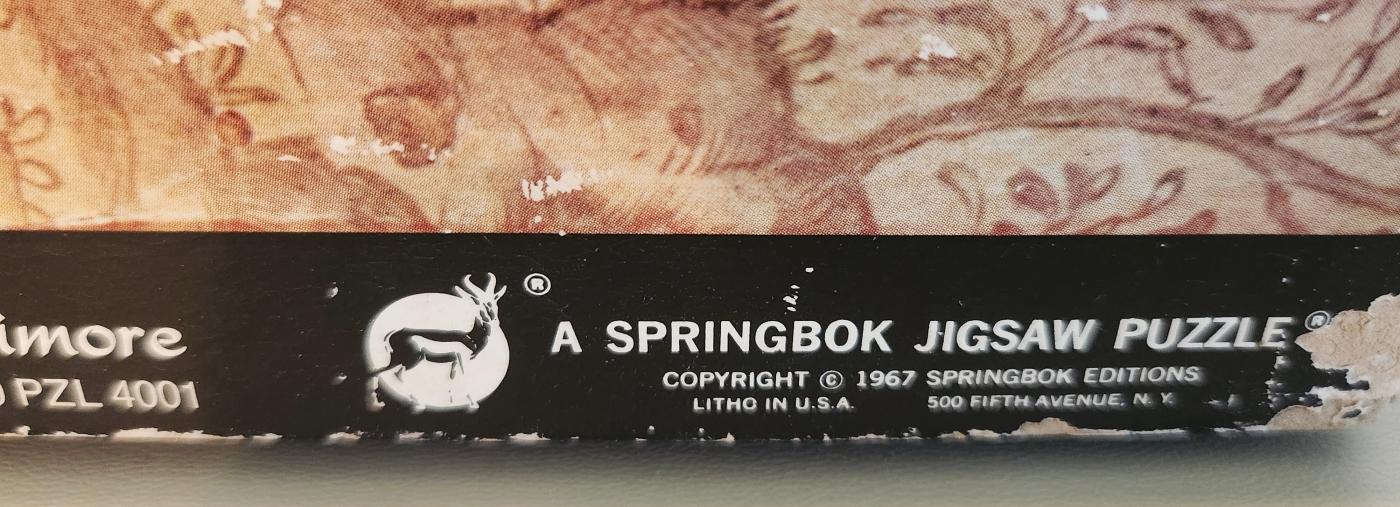 imore
PZL 4001
®
A SPRINGBOK JIGSAW PUZZLE®
COPYRIGHT © 1967 SPRINGBOK EDITIONS
LITHO IN U.S.A. 500 FIFTH AVENUE, N. Y.